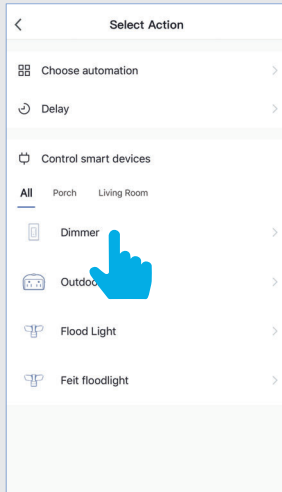 Select Action
Choose automation
Delay
Control smart devices
All Porch Living Room
Dimmer
Flood Light
Feit floodlight